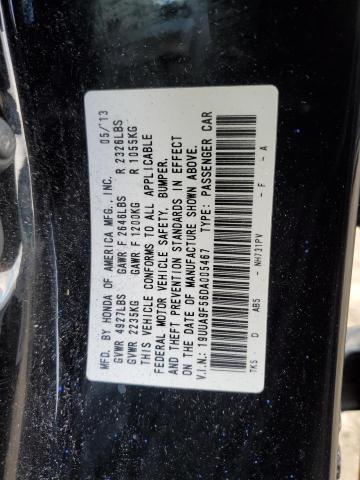 MFD. BY HONDA OF AMERICA MFG., INC. 05/13
GVWR 4927LBS GAWR F 2646LBS R 2326LBS
GVWR 2235KG GAWR F 1200KG R 1055KG
THIS VEHICLE CONFORMS TO ALL APPLICABLE
FEDERAL MOTOR VEHICLE SAFETY, BUMPER,
AND THEFT PREVENTION STANDARDS IN EFFECT
ON THE DATE OF MANUFACTURE SHOWN ABOVE.
V.I.N.: 19UUA9F56DA005467 TYPE: PASSENGER CAR
TK5 D AB5 - NH731PV - F - A